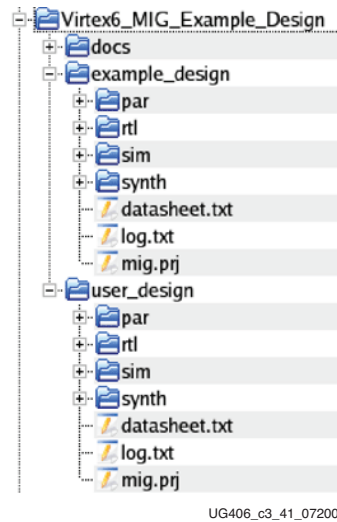 Virtex6_MIG_Example_Design
docs
example_design
par
rtl
sim
synth
datasheet.txt
log.txt
mig.prj
user_design
par
rtl
sim
synth
datasheet.txt
log.txt
mig.prj
UG406_c3_41_07200